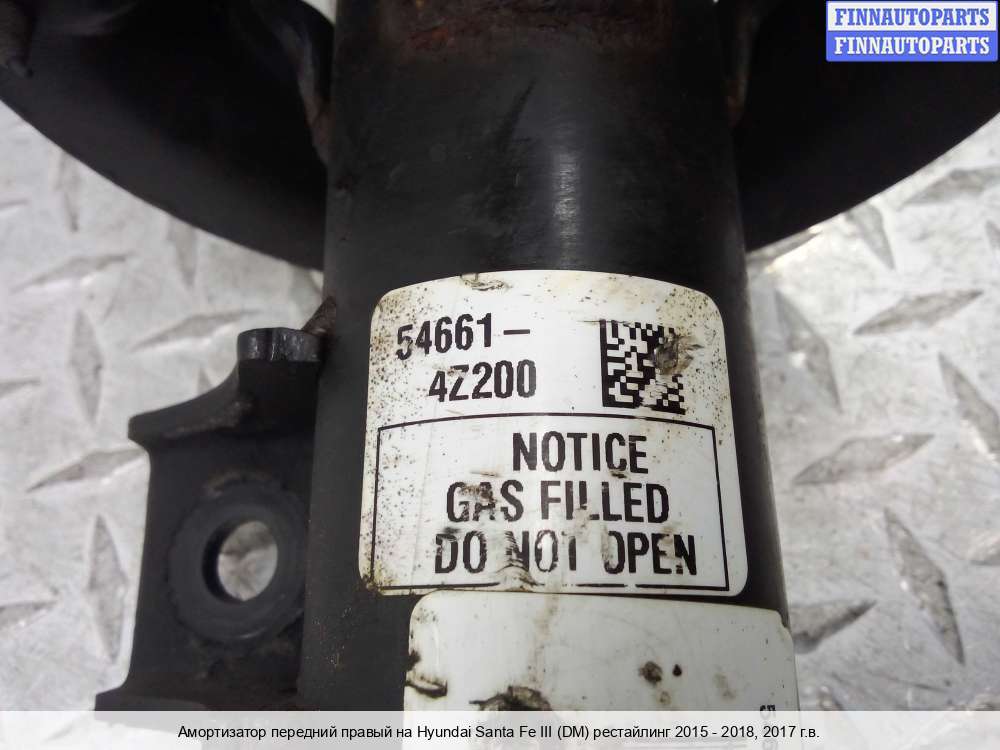 FINNAUTOPARTS
FINNAUTOPARTS
54661-
4Z200
NOTICE
GAS FILLED
DO NOT OPEN
Амортизатор передний правый на Hyundai Santa Fe III (DM) рестайлинг 2015 - 2018, 2017 г.в.